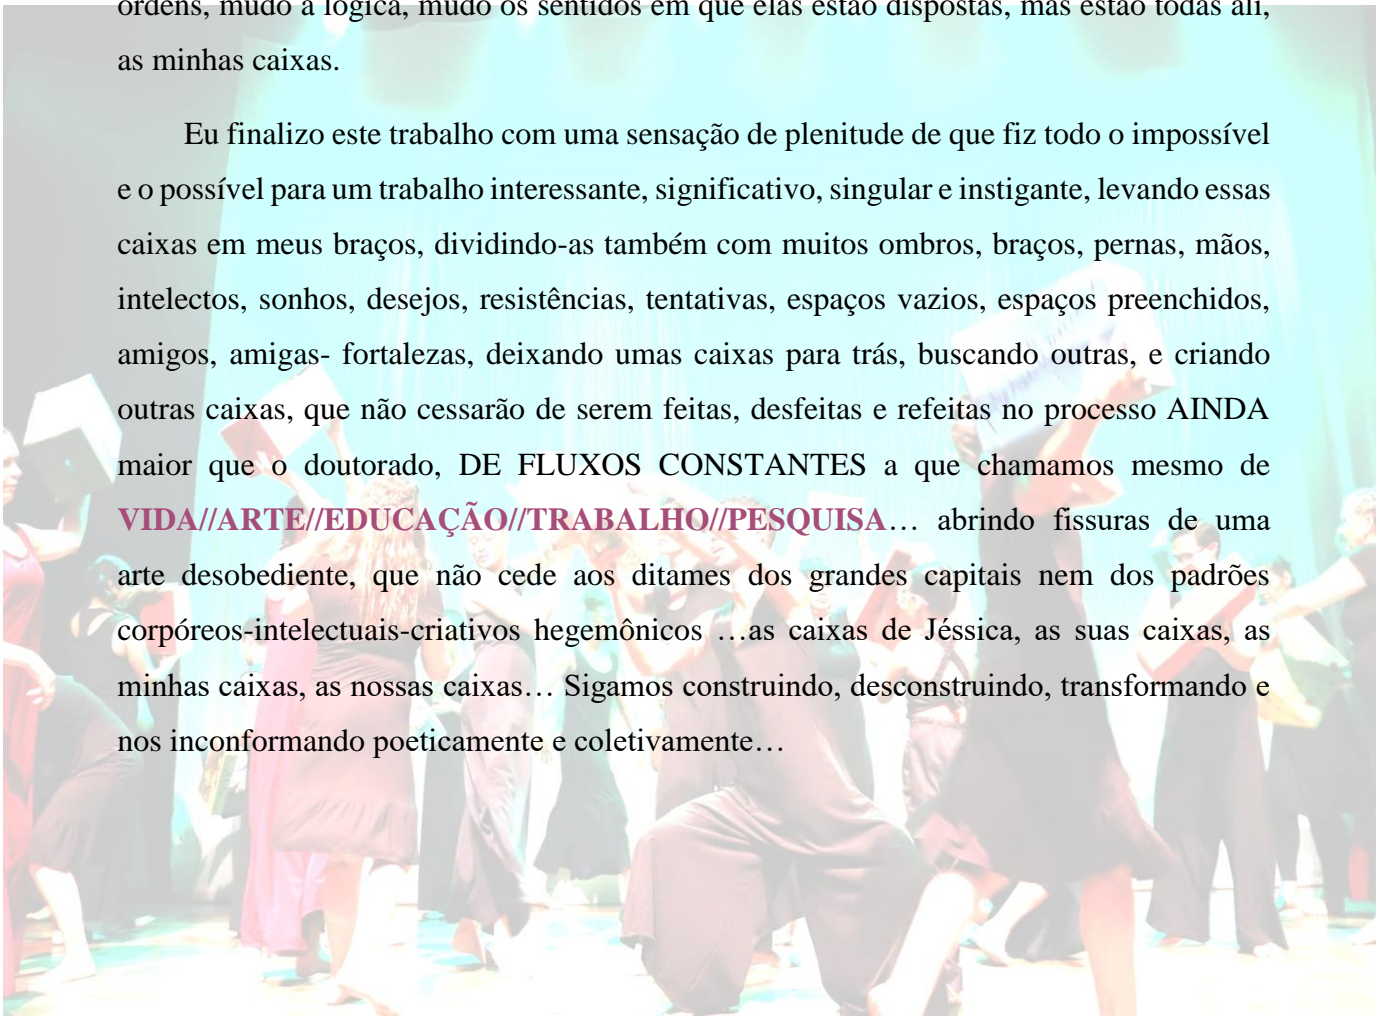 ordens, mudo a lógica, mudo os sentidos em que elas estão dispostas, mas estão todas ali,
as minhas caixas.
Eu finalizo este trabalho com uma sensação de plenitude de que fiz todo o impossível
e o possível para um trabalho interessante, significativo, singular e instigante, levando essas
caixas em meus braços, dividindo-as também com muitos ombros, braços, pernas, mãos,
intelectos, sonhos, desejos, resistências, tentativas, espaços vazios, espaços preenchidos,
amigos, amigas- fortalezas, deixando umas caixas para trás, buscando outras, e criando
outras caixas, que não cessarão de serem feitas, desfeitas e refeitas no processo AINDA
maior que o doutorado, DE FLUXOS CONSTANTES a que chamamos mesmo de
VIDA//ARTE//EDUCAÇÃO//TRABALHO//PESQUISA… abrindo fissuras de uma
arte desobediente, que não cede aos ditames dos grandes capitais nem dos padrões
corpóreos-intelectuais-criativos hegemônicos …as caixas de Jéssica, as suas caixas, as
minhas caixas, as nossas caixas… Sigamos construindo, desconstruindo, transformando e
nos inconformando poeticamente e coletivamente…